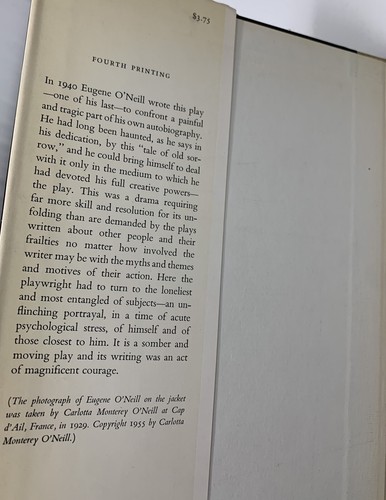 $3.75
FOURTH PRINTING
In 1940 Eugene O'Neill wrote this play
—one of his last—to confront a painful
and tragic part of his own autobiography.
He had long been haunted, as he says in
his dedication, by this "tale of old sor-
row," and he could bring himself to deal
with it only in the medium to which he
had devoted his full creative powers—
the play. This was a drama requiring
far more skill and resolution for its un-
folding than are demanded by the plays
written about other people and their
frailties no matter how involved the
writer may be with the myths and themes
and motives of their action. Here the
playwright had to turn to the loneliest
and most entangled of subjects—an un-
flinching portrayal, in a time of acute
psychological stress, of himself and of
those closest to him. It is a somber and
moving play and its writing was an act
of magnificent courage.
(The photograph of Eugene O'Neill on the jacket
was taken by Carlotta Monterey O'Neill at Cap
d'Ail, France, in 1929. Copyright 1955 by Carlotta
Monterey O'Neill.)